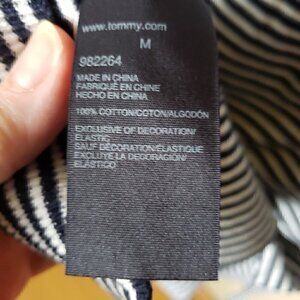 www.tommy.com
M
982264
MADE IN CHINA
FABRIQUÉ EN CHINE
HECHO EN CHINA
100% COTTON/COTON/ALGODÓN
EXCLUSIVE OF DECORATION/
ELASTIC
SAUF DÉCORATION/ÉLASTIQUE
EXCLUYE LA DECORACIÓN/
ELÁSTICO